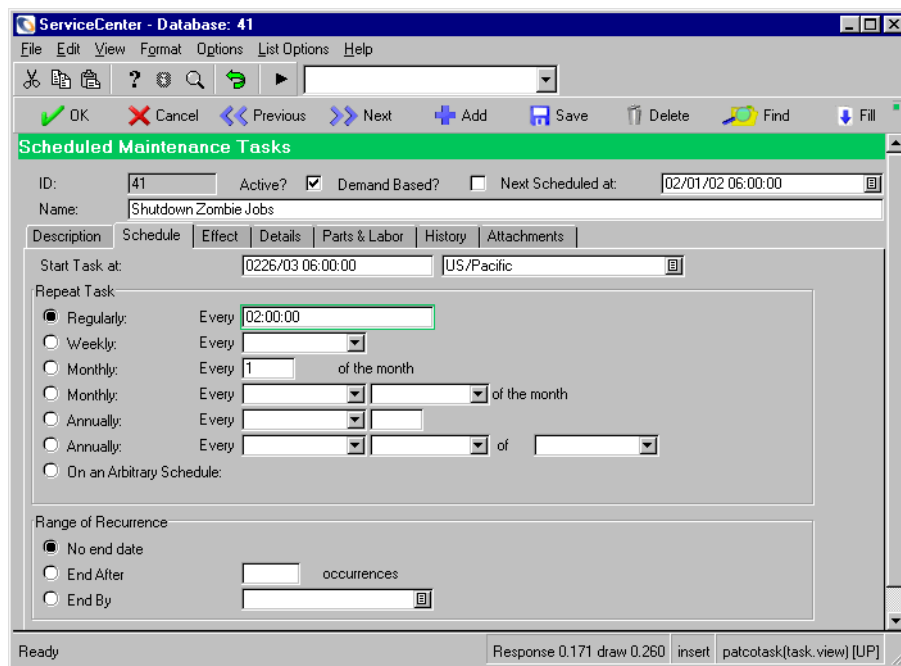 ServiceCenter - Database: 41
File Edit View Format Options List Options Help
OK Cancel Previous Next Add Save Delete Find Fill
Scheduled Maintenance Tasks
ID: 41 Active? Demand Based? Next Scheduled at: 02/01/02 06:00:00
Name: Shutdown Zombie Jobs
Description Schedule Effect Details Parts & Labor History Attachments
Start Task at: 0226/03 06:00:00 US/Pacific
Repeat Task
Regularly: Every 02:00:00
Weekly: Every
Monthly: Every 1 of the month
Monthly: Every of the month
Annually: Every
Annually: Every of
On an Arbitrary Schedule:
Range of Recurrence
No end date
End After occurrences
End By
Ready Response 0.171 draw 0.260 insert patcotask(task.view) [UP]